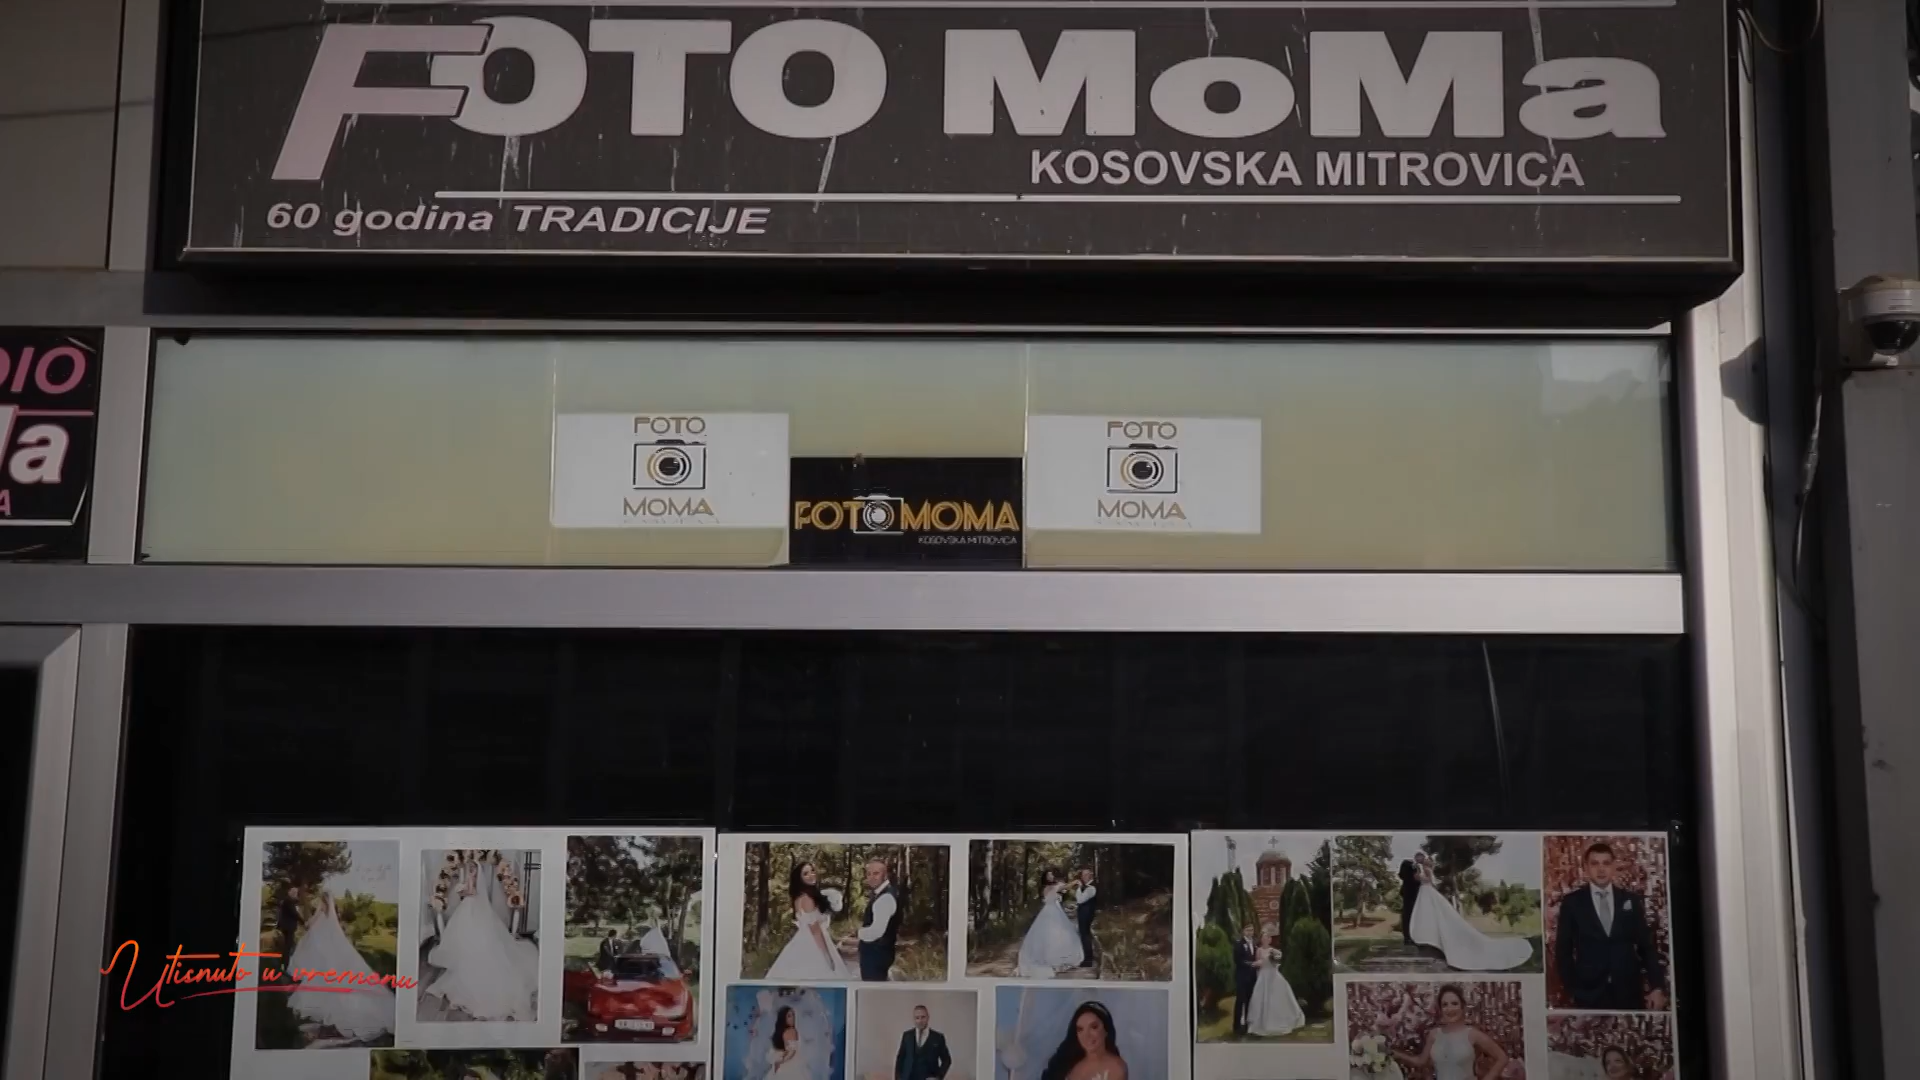 FOTO MoMa
KOSOVSKA MITROVICA
60 godina TRADICIJE
DIO
a
A
FOTO
MOMA
FOTO MOMA
KOSOVSKA MITROVICA
FOTO
MOMA
Utisnuto u vremenu